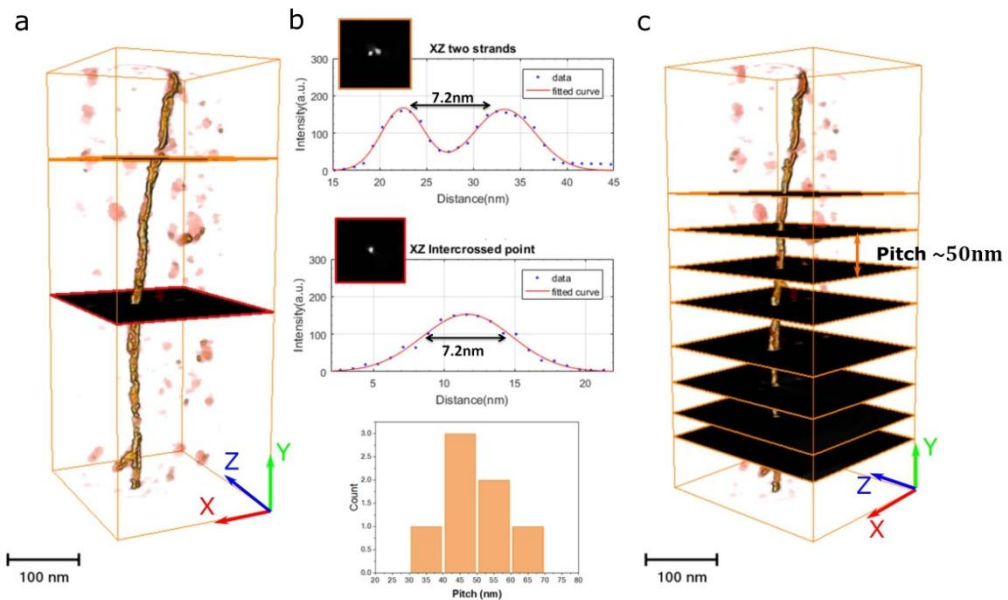 a
Z
Y
X
100 nm
b
XZ two strands
300
200
100
0
Intensity(a.u.)
7.2nm
data
fitted curve
15 20 25 30 35 40 45
Distance(nm)
XZ Intercrossed point
300
200
100
0
Intensity(a.u.)
7.2nm
data
fitted curve
5 10 15 20
Distance(nm)
3.0
2.5
2.0
1.5
1.0
0.5
0.0
Count
20 25 30 35 40 45 50 55 60 65 70 75 80
Pitch (nm)
c
Pitch ~50nm
Y
Z
X
100 nm